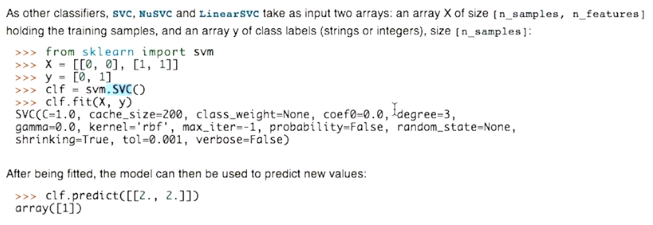 As other classifiers, SVC, NuSVC and LinearSVC take as input two arrays: an array X of size [n_samples, n_features]
holding the training samples, and an array y of class labels (strings or integers), size [n_samples]:
>>> from sklearn import svm
>>> X = [[0, 0], [1, 1]]
>>> y = [0, 1]
>>> clf = svm.SVC()
>>> clf.fit(X, y)
SVC(C=1.0, cache_size=200, class_weight=None, coef0=0.0, degree=3,
gamma=0.0, kernel='rbf', max_iter=-1, probability=False, random_state=None,
shrinking=True, tol=0.001, verbose=False)
After being fitted, the model can then be used to predict new values:
>>> clf.predict([[2., 2.]])
array([1])